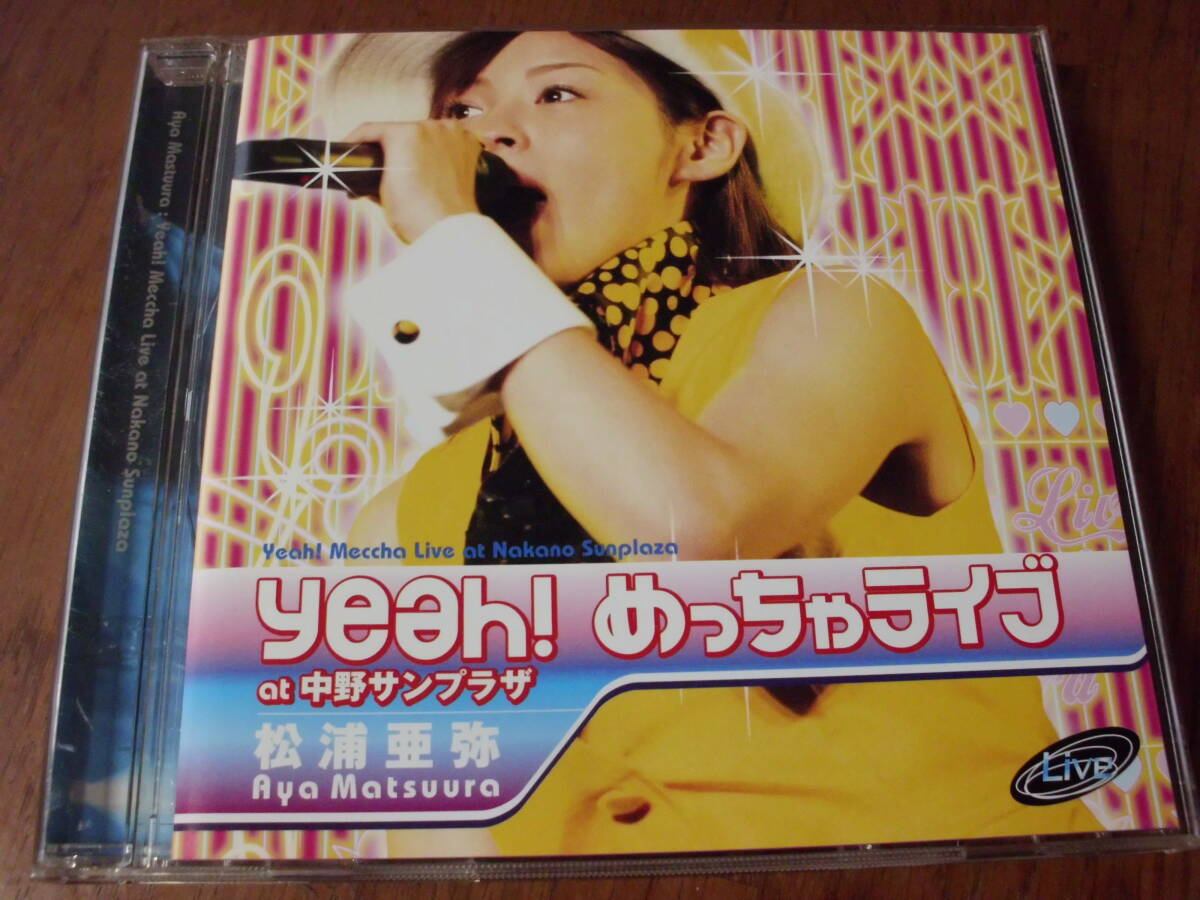 Aya Mastuura : Yeah! Meccha Live at Nakano Sunplaza
Yeah! Meccha Live at Nakano Sunplaza
yeah! めっちゃライブ
at 中野サンプラザ
松浦亜弥
Aya Matsuura
Live